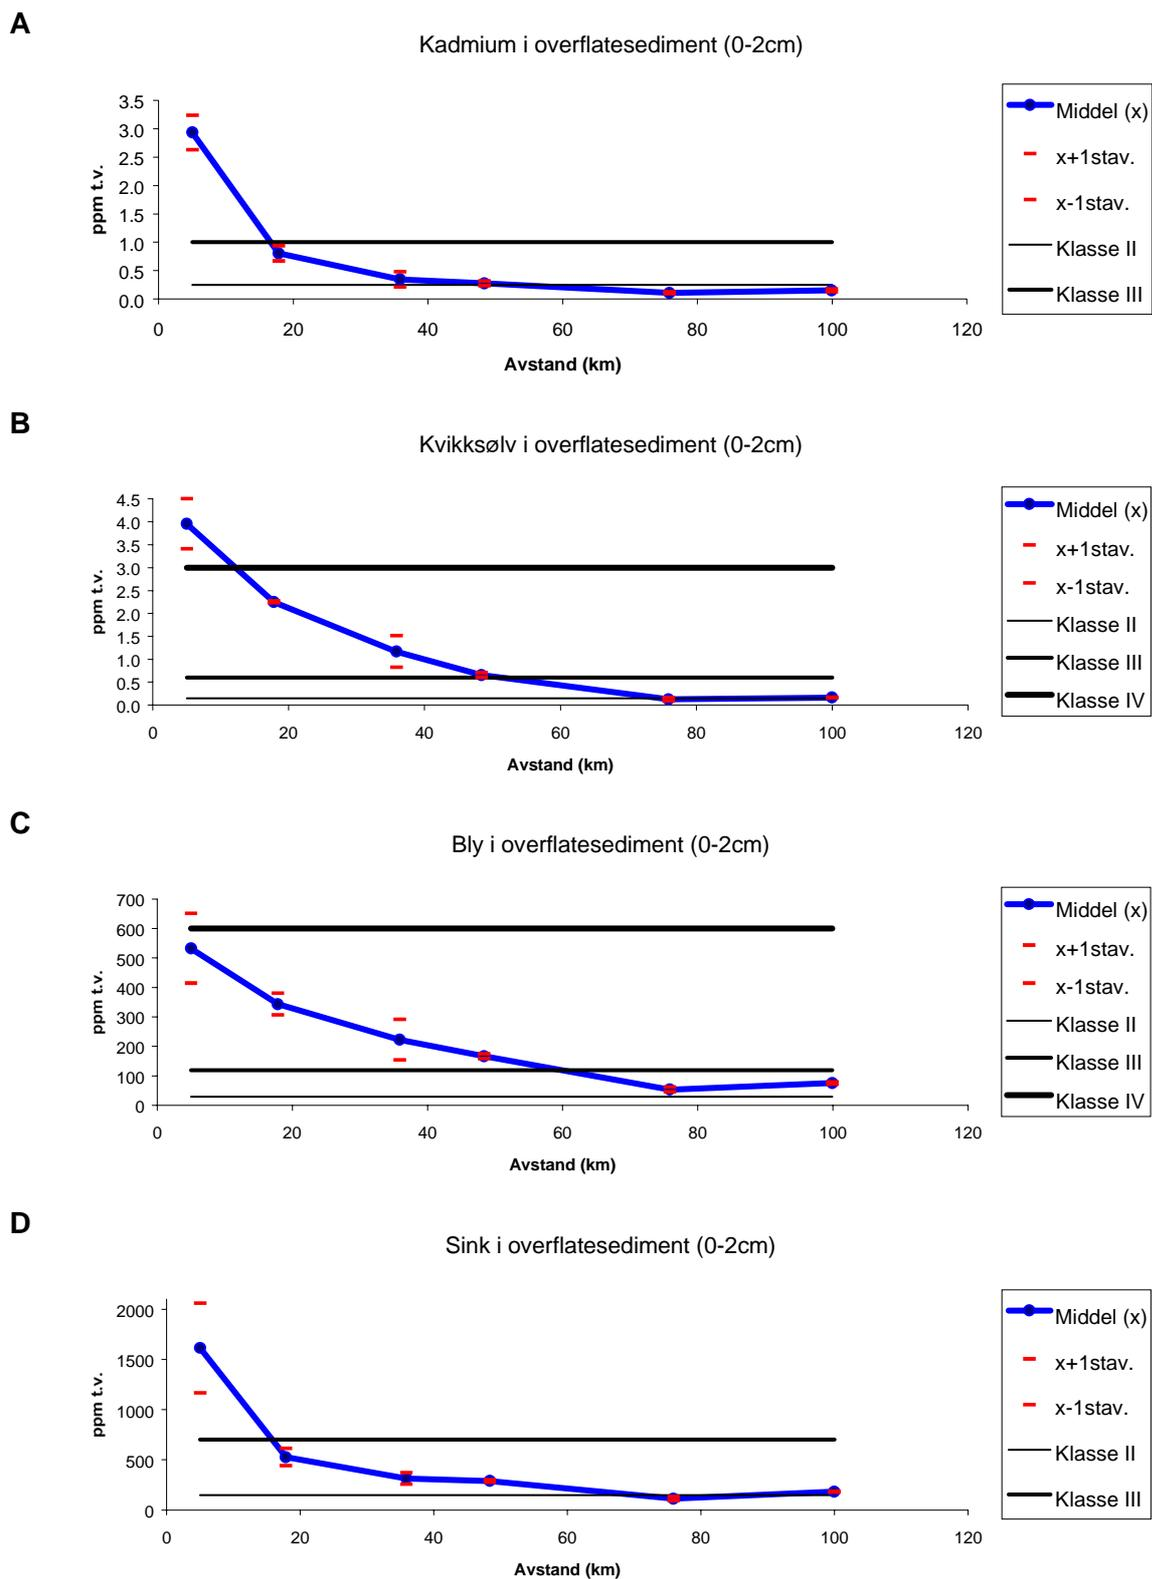 A
Kadmium i overflatesediment (0-2cm)
3.5
3.0
2.5
2.0
1.5
1.0
0.5
0.0
ppm t.v.
0 20 40 60 80 100 120
Avstand (km)
Middel (x)
x+1stav.
x-1stav.
Klasse II
Klasse III
B
Kvikksølv i overflatesediment (0-2cm)
4.5
4.0
3.5
3.0
2.5
2.0
1.5
1.0
0.5
0.0
ppm t.v.
0 20 40 60 80 100 120
Avstand (km)
Middel (x)
x+1stav.
x-1stav.
Klasse II
Klasse III
Klasse IV
C
Bly i overflatesediment (0-2cm)
700
600
500
400
300
200
100
0
ppm t.v.
0 20 40 60 80 100 120
Avstand (km)
Middel (x)
x+1stav.
x-1stav.
Klasse II
Klasse III
Klasse IV
D
Sink i overflatesediment (0-2cm)
2000
1500
1000
500
0
ppm t.v.
0 20 40 60 80 100 120
Avstand (km)
Middel (x)
x+1stav.
x-1stav.
Klasse II
Klasse III